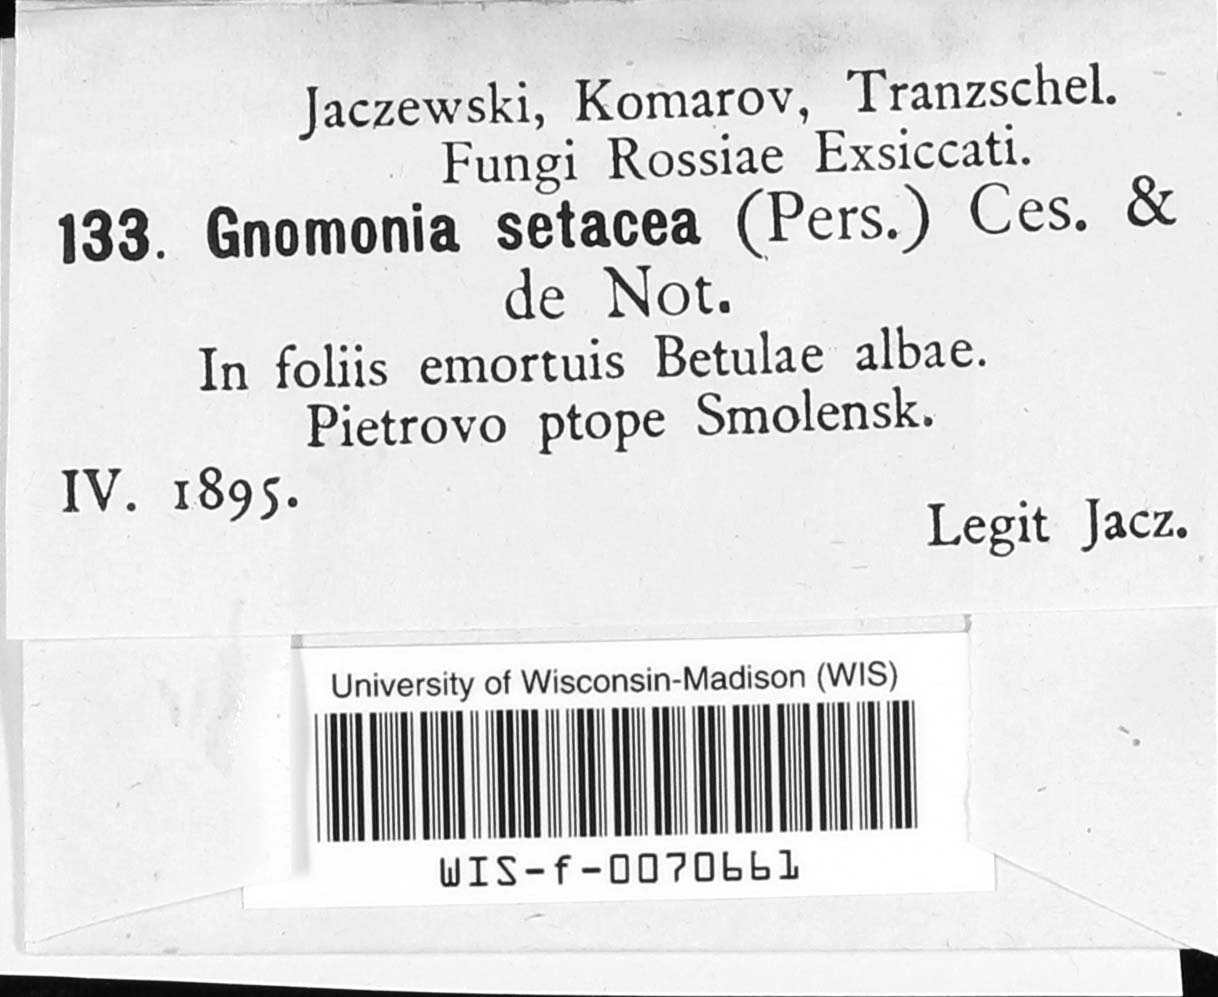 Jaczewski, Komarov, Tranzschel.
Fungi Rossiae Exsiccati.
133. Gnomonia setacea (Pers.) Ces. &
de Not.
In foliis emortuis Betulae albae.
Pietrovo ptope Smolensk.
IV. 1895.
Legit Jacz.
University of Wisconsin-Madison (WIS)
WIS-f-0070661